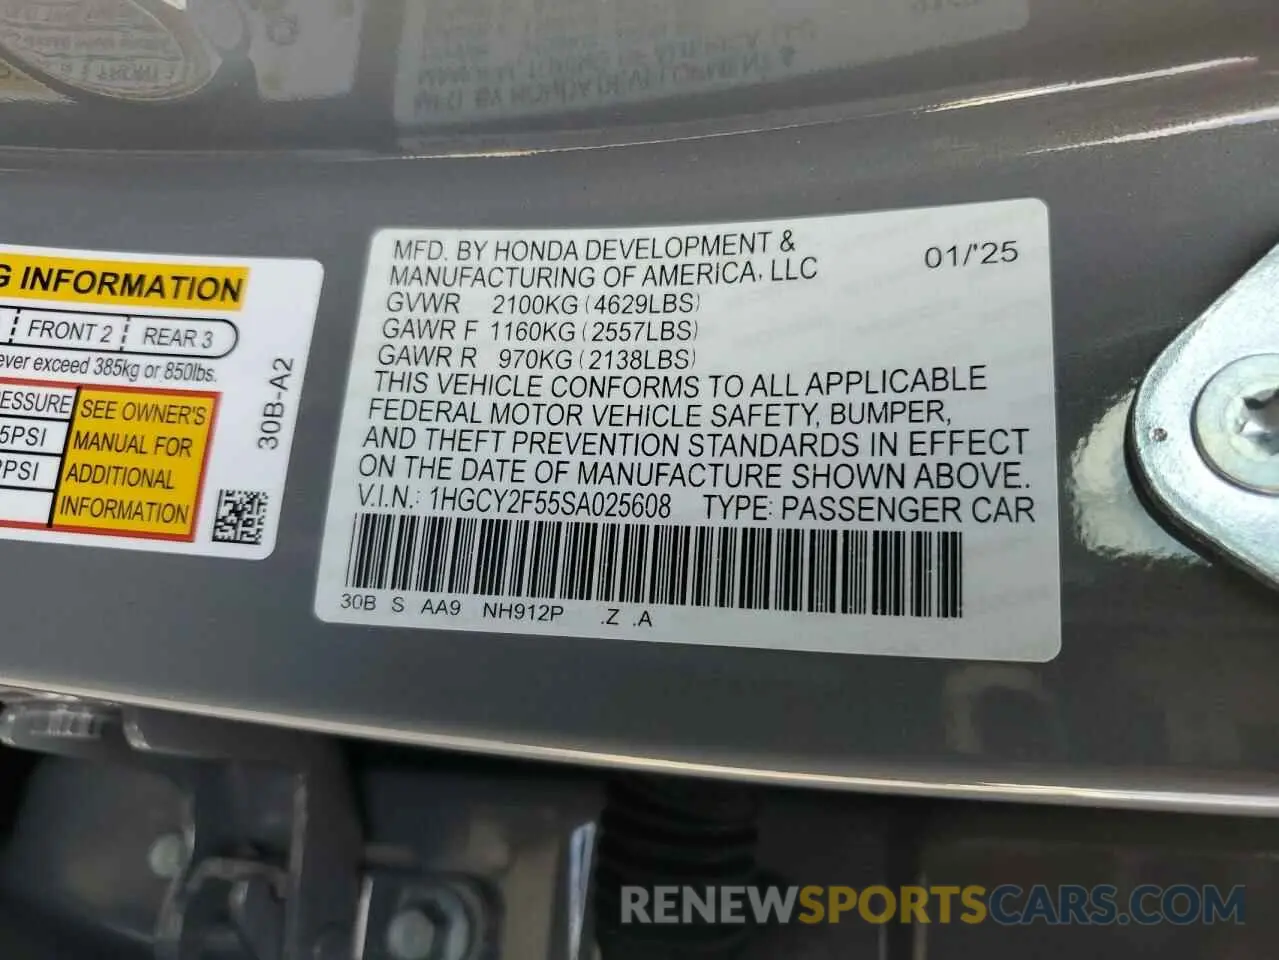 G INFORMATION
FRONT 2 REAR 3
ever exceed 385kg or 850lbs.
ESSURE
5PSI
PSI
SEE OWNER'S
MANUAL FOR
ADDITIONAL
INFORMATION
30B-A2
MFD. BY HONDA DEVELOPMENT &
MANUFACTURING OF AMERICA, LLC
01/'25
GVWR 2100KG (4629LBS)
GAWR F 1160KG (2557LBS)
GAWR R 970KG (2138LBS)
THIS VEHICLE CONFORMS TO ALL APPLICABLE
FEDERAL MOTOR VEHICLE SAFETY, BUMPER,
AND THEFT PREVENTION STANDARDS IN EFFECT
ON THE DATE OF MANUFACTURE SHOWN ABOVE.
V.I.N.: 1HGCY2F55SA025608 TYPE: PASSENGER CAR
30B S AA9 NH912P .Z .A
RENEWSPORTSCARS.COM